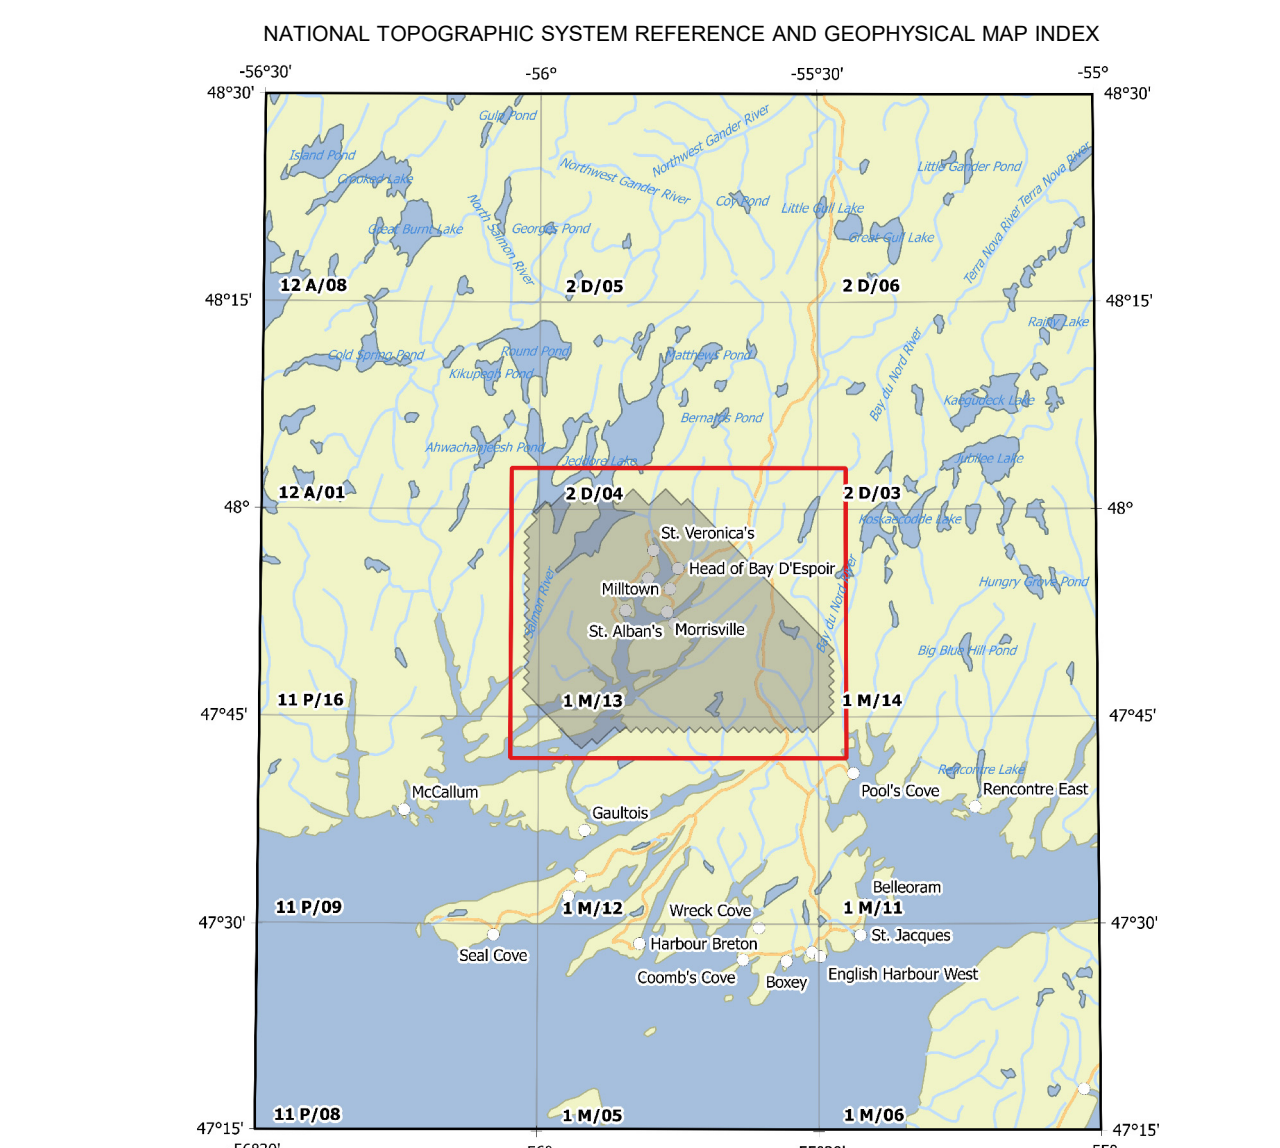 NATIONAL TOPOGRAPHIC SYSTEM REFERENCE AND GEOPHYSICAL MAP INDEX
-56°30'
-56°
-55°30'
-55°
48°30'
48°30'
Gulp Pond
Northwest Gander River
Island Pond
Crooked Lake
Northwest Gander River
Little Gander Pond
Terra Nova River
Terra Nova River
North Salmon River
Coy Pond
Little Gull Lake
Great Burnt Lake
Georges Pond
Great Gull Lake
12 A/08
2 D/05
2 D/06
48°15'
48°15'
Rainy Lake
Cold Spring Pond
Round Pond
Matthews Pond
Kikupegh Pond
Bay du Nord River
Kaegudeck Lake
Bernards Pond
Ahwachanjeesh Pond
Jeddore Lake
Jubilee Lake
12 A/01
2 D/04
2 D/03
48°
48°
Koskaecodde Lake
St. Veronica's
Head of Bay D'Espoir
Salmon River
Milltown
Hungry Grove Pond
Bay du Nord River
St. Alban's
Morrisville
Big Blue Hill Pond
11 P/16
1 M/13
1 M/14
47°45'
47°45'
Rencontre Lake
McCallum
Pool's Cove
Rencontre East
Gaultois
Belleoram
11 P/09
1 M/12
Wreck Cove
1 M/11
47°30'
47°30'
Seal Cove
Harbour Breton
St. Jacques
Coomb's Cove
Boxey
English Harbour West
11 P/08
1 M/05
1 M/06
47°15'
47°15'